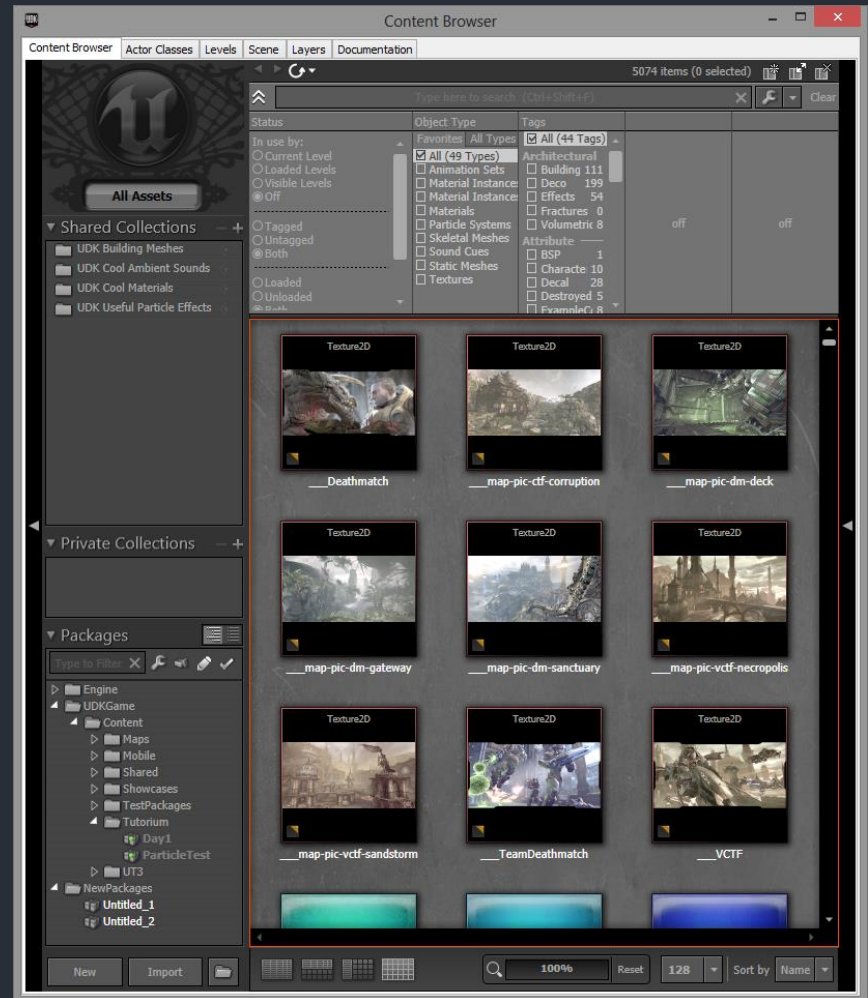 UDK
Content Browser
Content Browser Actor Classes Levels Scene Layers Documentation
5074 items (0 selected)
Type here to search (Ctrl+Shift+F)
Clear
All Assets
Shared Collections
UDK Building Meshes
UDK Cool Ambient Sounds
UDK Cool Materials
UDK Useful Particle Effects
Private Collections
Packages
Type to Filter
Engine
UDKGame
Content
Maps
Mobile
Shared
Showcases
TestPackages
Tutorium
Day1
ParticleTest
UT3
NewPackages
Untitled_1
Untitled_2
New Import
Status
In use by:
Current Level
Loaded Levels
Visible Levels
Off
Tagged
Untagged
Both
Loaded
Unloaded
Both
Object Type
Favorites All Types
All (49 Types)
Animation Sets
Material Instance
Material Instance
Materials
Particle Systems
Skeletal Meshes
Sound Cues
Static Meshes
Textures
Tags
All (44 Tags)
Architectural
Building 111
Deco 199
Effects 54
Fractures 0
Volumetric 8
Attribute
BSP 1
Characte 10
Decal 28
Destroyed 5
ExampleC 8
off off
Texture2D Texture2D Texture2D
___Deathmatch ___map-pic-ctf-corruption ___map-pic-dm-deck
Texture2D Texture2D Texture2D
___map-pic-dm-gateway ___map-pic-dm-sanctuary ___map-pic-vctf-necropolis
Texture2D Texture2D Texture2D
___map-pic-vctf-sandstorm ___TeamDeathmatch ___VCTF
100% Reset 128 Sort by Name